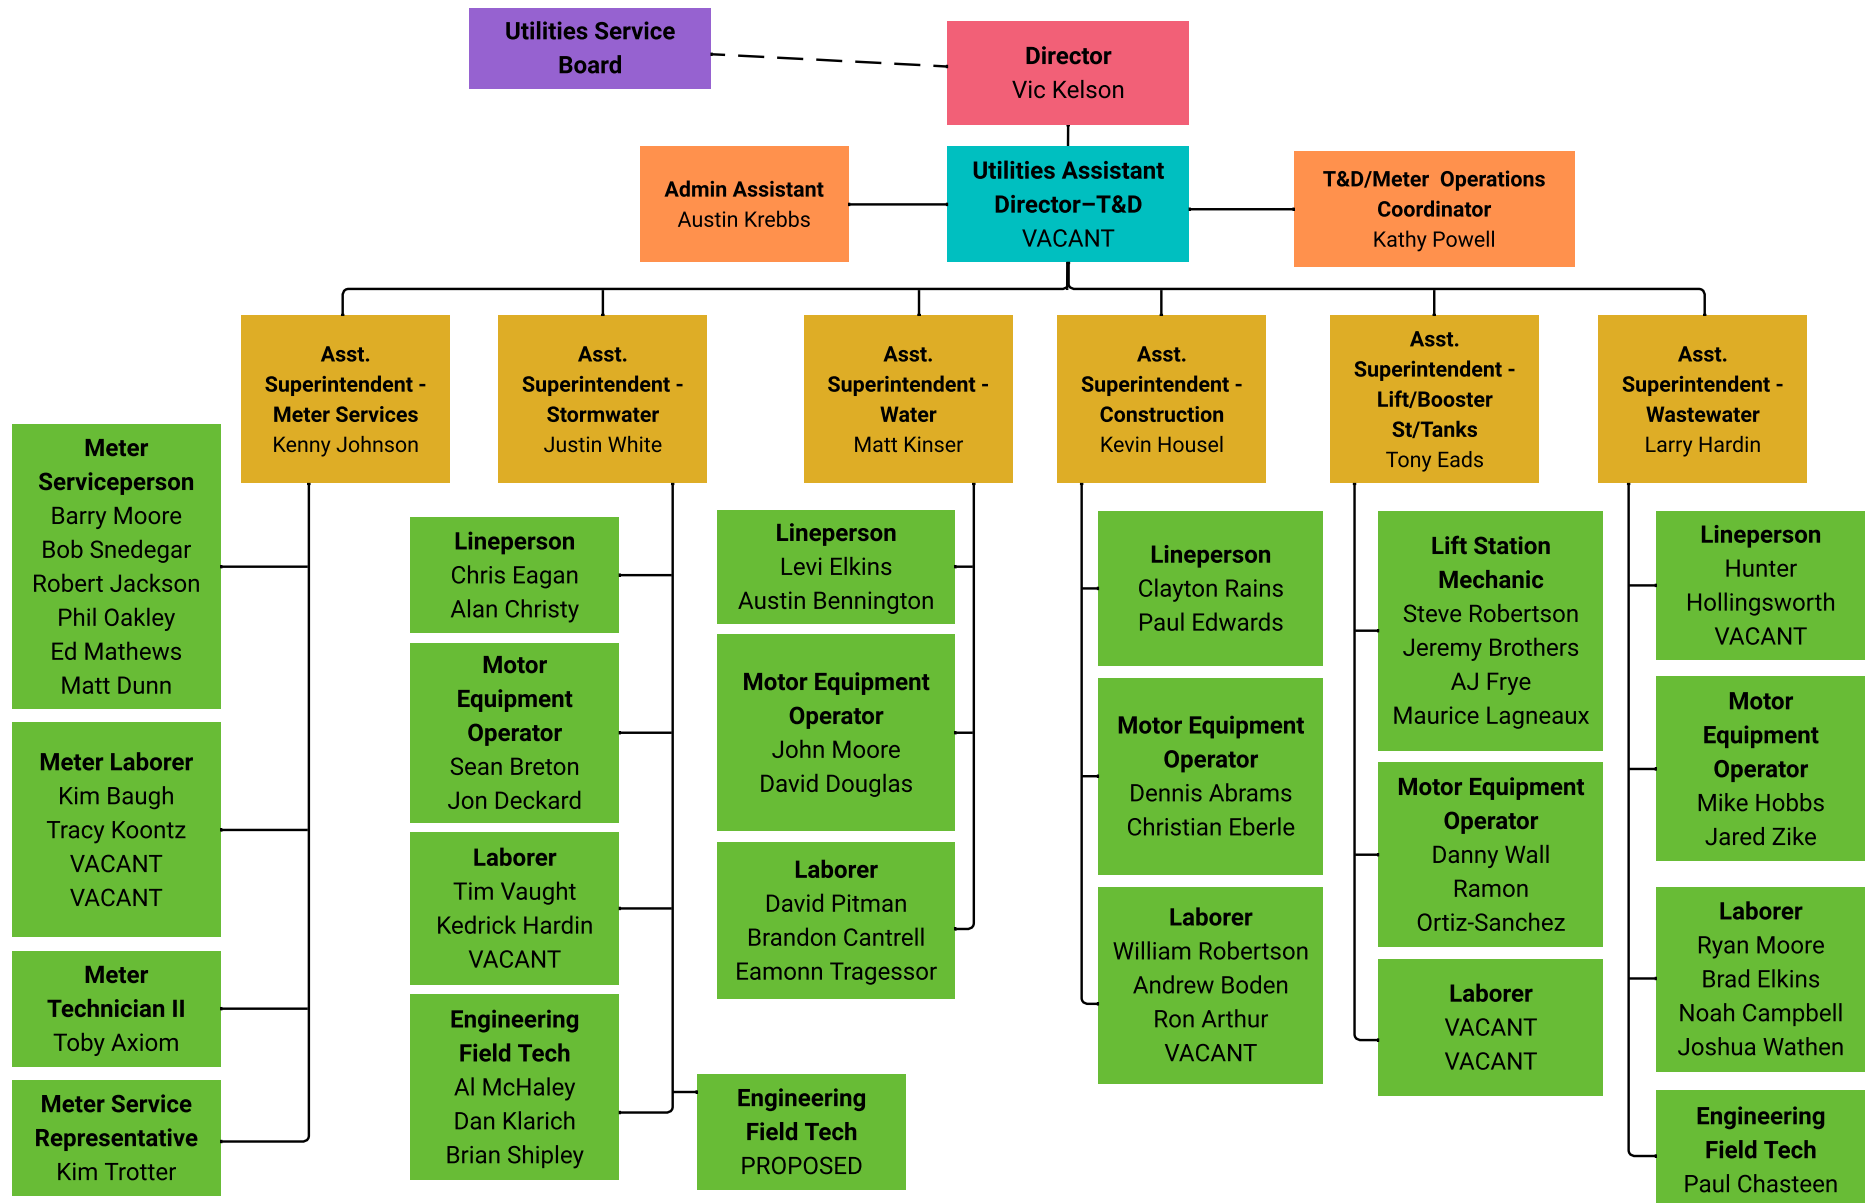 Utilities Service
Board
Director
Vic Kelson
Admin Assistant
Austin Krebbs
Utilities Assistant
Director–T&D
VACANT
T&D/Meter Operations
Coordinator
Kathy Powell
Asst.
Superintendent -
Meter Services
Kenny Johnson
Asst.
Superintendent -
Stormwater
Justin White
Asst.
Superintendent -
Water
Matt Kinser
Asst.
Superintendent -
Construction
Kevin Housel
Asst.
Superintendent -
Lift/Booster
St/Tanks
Tony Eads
Asst.
Superintendent -
Wastewater
Larry Hardin
Meter
Serviceperson
Barry Moore
Bob Snedegar
Robert Jackson
Phil Oakley
Ed Mathews
Matt Dunn
Meter Laborer
Kim Baugh
Tracy Koontz
VACANT
VACANT
Meter
Technician II
Toby Axiom
Meter Service
Representative
Kim Trotter
Lineperson
Chris Eagan
Alan Christy
Motor
Equipment
Operator
Sean Breton
Jon Deckard
Laborer
Tim Vaught
Kedrick Hardin
VACANT
Engineering
Field Tech
Al McHaley
Dan Klarich
Brian Shipley
Engineering
Field Tech
PROPOSED
Lineperson
Levi Elkins
Austin Bennington
Motor Equipment
Operator
John Moore
David Douglas
Laborer
David Pitman
Brandon Cantrell
Eamonn Tragessor
Lineperson
Clayton Rains
Paul Edwards
Motor Equipment
Operator
Dennis Abrams
Christian Eberle
Laborer
William Robertson
Andrew Boden
Ron Arthur
VACANT
Lift Station
Mechanic
Steve Robertson
Jeremy Brothers
AJ Frye
Maurice Lagneaux
Motor Equipment
Operator
Danny Wall
Ramon
Ortiz-Sanchez
Laborer
VACANT
VACANT
Lineperson
Hunter
Hollingsworth
VACANT
Motor
Equipment
Operator
Mike Hobbs
Jared Zike
Laborer
Ryan Moore
Brad Elkins
Noah Campbell
Joshua Wathen
Engineering
Field Tech
Paul Chasteen